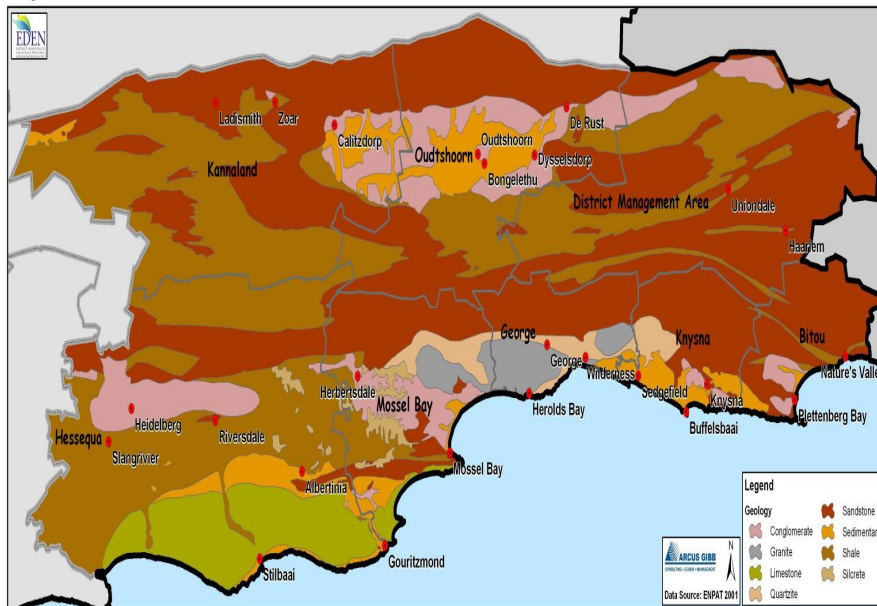 EDEN
Ladismith
Zoar
Calitzdorp
De Rust
Kannaland
Oudtshoorn
Oudtshoorn
Dysselsdorp
Bongelethu
District Management Area
Uniondale
Haarlem
George
Knysna
Bitou
George
Wilderness
Nature's Valle
Herbertsdale
Mossel Bay
Sedgefield
Knysna
Herolds Bay
Plettenberg Bay
Buffelsbaai
Heidelberg
Riversdale
Hessequa
Slangrivier
Mossel Bay
Albertinia
Gouritzmond
Stilbaai
Legend
Geology
Conglomerate
Granite
Limestone
Quartzite
Sandstone
Sedimentar
Shale
Silcrete
ARCUS GIBB
N
Data Source: ENPAT 2001